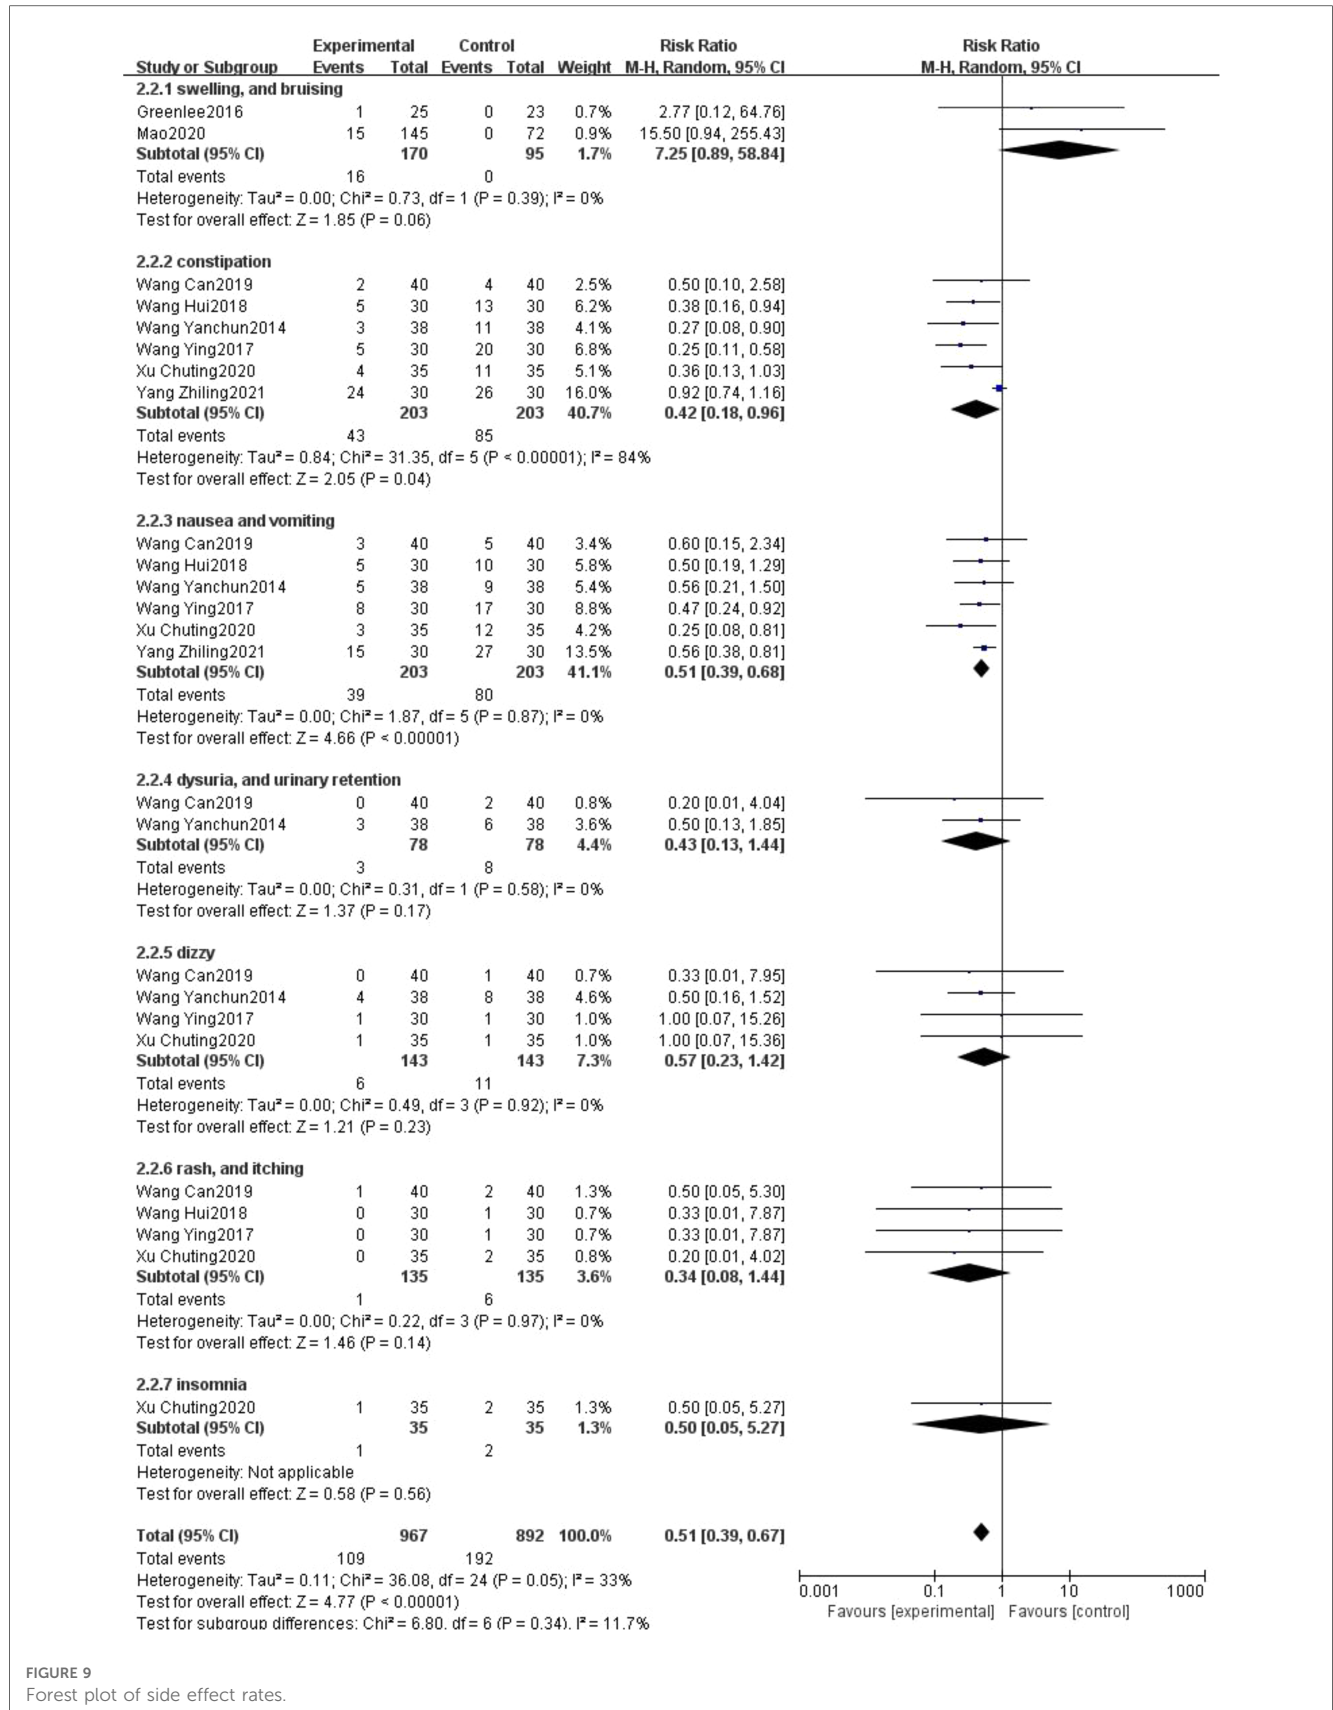 Experimental Control Risk Ratio Risk Ratio
Study or Subgroup Events Total Events Total Weight M-H, Random, 95% CI M-H, Random, 95% CI
2.2.1 swelling, and bruising
Greenlee2016 1 25 0 23 0.7% 2.77 [0.12, 64.76]
Mao2020 15 145 0 72 0.9% 15.50 [0.94, 255.43]
Subtotal (95% CI) 170 95 1.7% 7.25 [0.89, 58.84]
Total events 16 0
Heterogeneity: Tau² = 0.00; Chi² = 0.73, df = 1 (P = 0.39); I² = 0%
Test for overall effect: Z = 1.85 (P = 0.06)
2.2.2 constipation
Wang Can2019 2 40 4 40 2.5% 0.50 [0.10, 2.58]
Wang Hui2018 5 30 13 30 6.2% 0.38 [0.16, 0.94]
Wang Yanchun2014 3 38 11 38 4.1% 0.27 [0.08, 0.90]
Wang Ying2017 5 30 20 30 6.8% 0.25 [0.11, 0.58]
Xu Chuting2020 4 35 11 35 5.1% 0.36 [0.13, 1.03]
Yang Zhiling2021 24 30 26 30 16.0% 0.92 [0.74, 1.16]
Subtotal (95% CI) 203 203 40.7% 0.42 [0.18, 0.96]
Total events 43 85
Heterogeneity: Tau² = 0.84; Chi² = 31.35, df = 5 (P < 0.00001); I² = 84%
Test for overall effect: Z = 2.05 (P = 0.04)
2.2.3 nausea and vomiting
Wang Can2019 3 40 5 40 3.4% 0.60 [0.15, 2.34]
Wang Hui2018 5 30 10 30 5.8% 0.50 [0.19, 1.29]
Wang Yanchun2014 5 38 9 38 5.4% 0.56 [0.21, 1.50]
Wang Ying2017 8 30 17 30 8.8% 0.47 [0.24, 0.92]
Xu Chuting2020 3 35 12 35 4.2% 0.25 [0.08, 0.81]
Yang Zhiling2021 15 30 27 30 13.5% 0.56 [0.38, 0.81]
Subtotal (95% CI) 203 203 41.1% 0.51 [0.39, 0.68]
Total events 39 80
Heterogeneity: Tau² = 0.00; Chi² = 1.87, df = 5 (P = 0.87); I² = 0%
Test for overall effect: Z = 4.66 (P < 0.00001)
2.2.4 dysuria, and urinary retention
Wang Can2019 0 40 2 40 0.8% 0.20 [0.01, 4.04]
Wang Yanchun2014 3 38 6 38 3.6% 0.50 [0.13, 1.85]
Subtotal (95% CI) 78 78 4.4% 0.43 [0.13, 1.44]
Total events 3 8
Heterogeneity: Tau² = 0.00; Chi² = 0.31, df = 1 (P = 0.58); I² = 0%
Test for overall effect: Z = 1.37 (P = 0.17)
2.2.5 dizzy
Wang Can2019 0 40 1 40 0.7% 0.33 [0.01, 7.95]
Wang Yanchun2014 4 38 8 38 4.6% 0.50 [0.16, 1.52]
Wang Ying2017 1 30 1 30 1.0% 1.00 [0.07, 15.26]
Xu Chuting2020 1 35 1 35 1.0% 1.00 [0.07, 15.36]
Subtotal (95% CI) 143 143 7.3% 0.57 [0.23, 1.42]
Total events 6 11
Heterogeneity: Tau² = 0.00; Chi² = 0.49, df = 3 (P = 0.92); I² = 0%
Test for overall effect: Z = 1.21 (P = 0.23)
2.2.6 rash, and itching
Wang Can2019 1 40 2 40 1.3% 0.50 [0.05, 5.30]
Wang Hui2018 0 30 1 30 0.7% 0.33 [0.01, 7.87]
Wang Ying2017 0 30 1 30 0.7% 0.33 [0.01, 7.87]
Xu Chuting2020 0 35 2 35 0.8% 0.20 [0.01, 4.02]
Subtotal (95% CI) 135 135 3.6% 0.34 [0.08, 1.44]
Total events 1 6
Heterogeneity: Tau² = 0.00; Chi² = 0.22, df = 3 (P = 0.97); I² = 0%
Test for overall effect: Z = 1.46 (P = 0.14)
2.2.7 insomnia
Xu Chuting2020 1 35 2 35 1.3% 0.50 [0.05, 5.27]
Subtotal (95% CI) 35 35 1.3% 0.50 [0.05, 5.27]
Total events 1 2
Heterogeneity: Not applicable
Test for overall effect: Z = 0.58 (P = 0.56)
Total (95% CI) 967 892 100.0% 0.51 [0.39, 0.67]
Total events 109 192
Heterogeneity: Tau² = 0.11; Chi² = 36.08, df = 24 (P = 0.05); I² = 33%
Test for overall effect: Z = 4.77 (P < 0.00001)
Test for subgroup differences: Chi² = 6.80, df = 6 (P = 0.34), I² = 11.7%
0.001 0.1 1 10 1000
Favours [experimental] Favours [control]
FIGURE 9
Forest plot of side effect rates.